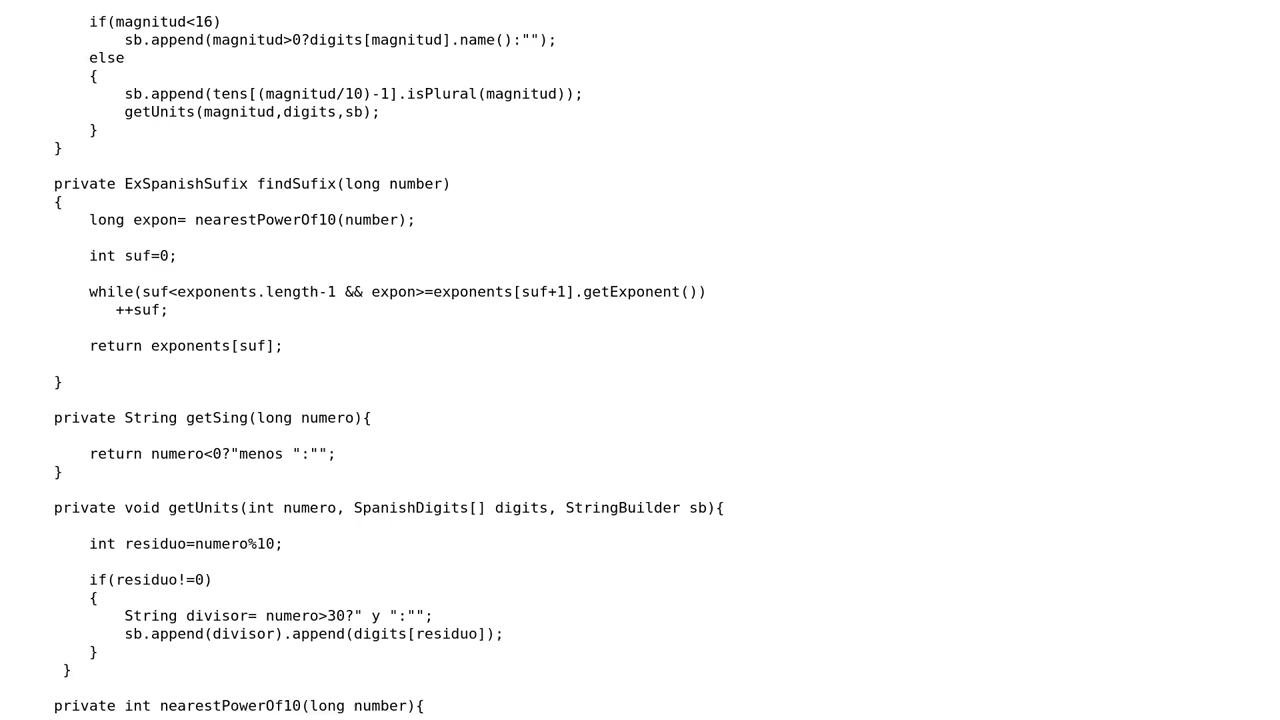 if(magnitud<16)
sb.append(magnitud>0?digits[magnitud].name():"");
else
{
sb.append(tens[(magnitud/10)-1].isPlural(magnitud));
getUnits(magnitud,digits,sb);
}
}
private ExSpanishSufix findSufix(long number)
{
long expon= nearestPowerOf10(number);
int suf=0;
while(suf<exponents.length-1 && expon>=exponents[suf+1].getExponent())
++suf;
return exponents[suf];
}
private String getSing(long numero){
return numero<0?"menos ":"";
}
private void getUnits(int numero, SpanishDigits[] digits, StringBuilder sb){
int residuo=numero%10;
if(residuo!=0)
{
String divisor= numero>30?" y ":"";
sb.append(divisor).append(digits[residuo]);
}
}
private int nearestPowerOf10(long number){